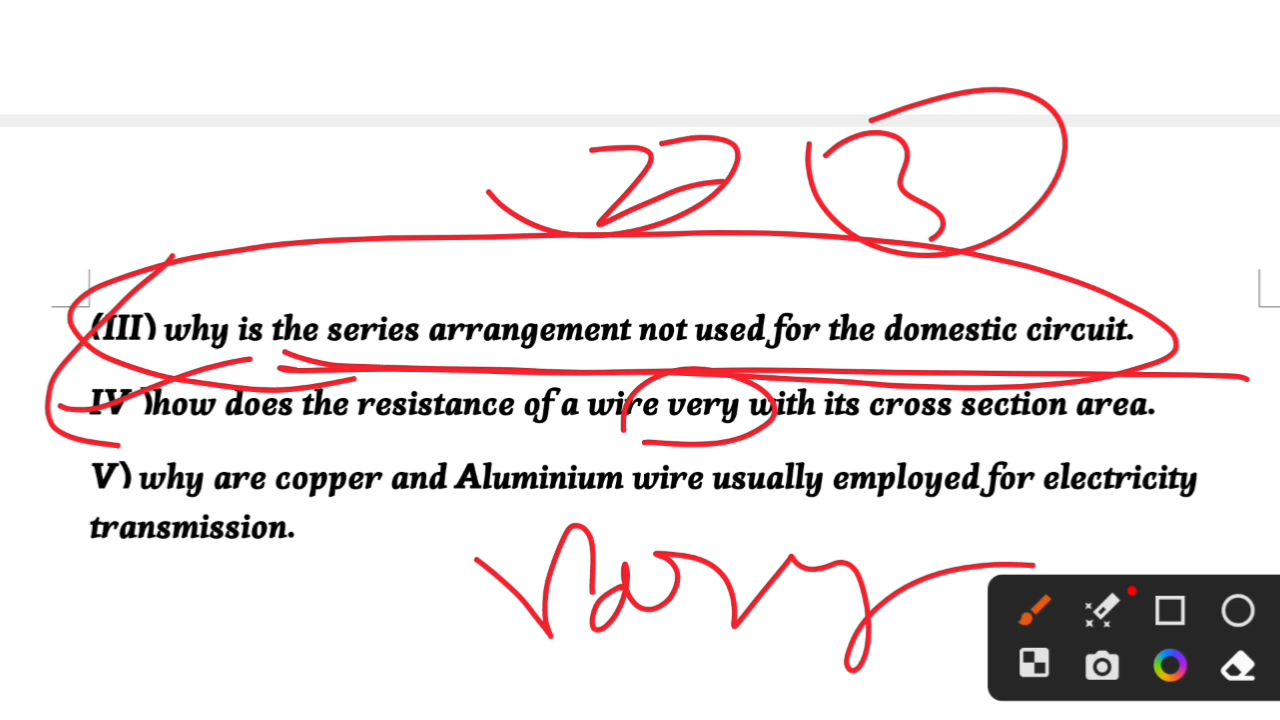 22 3
(III) why is the series arrangement not used for the domestic circuit.
IV )how does the resistance of a wire very with its cross section area.
V) why are copper and Aluminium wire usually employed for electricity
transmission.
vary